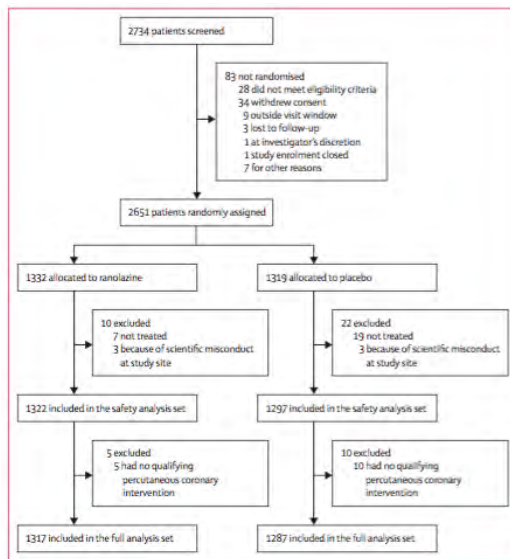 2734 patients screened
83 not randomised
28 did not meet eligibility criteria
34 withdrew consent
9 outside visit window
3 lost to follow-up
1 at investigator's discretion
1 study enrolment closed
7 for other reasons
2651 patients randomly assigned
1332 allocated to ranolazine
1319 allocated to placebo
10 excluded
7 not treated
3 because of scientific misconduct
at study site
22 excluded
19 not treated
3 because of scientific misconduct
at study site
1322 included in the safety analysis set
1297 included in the safety analysis set
5 excluded
5 had no qualifying
percutaneous coronary
intervention
10 excluded
10 had no qualifying
percutaneous coronary
intervention
1317 included in the full analysis set
1287 included in the full analysis set